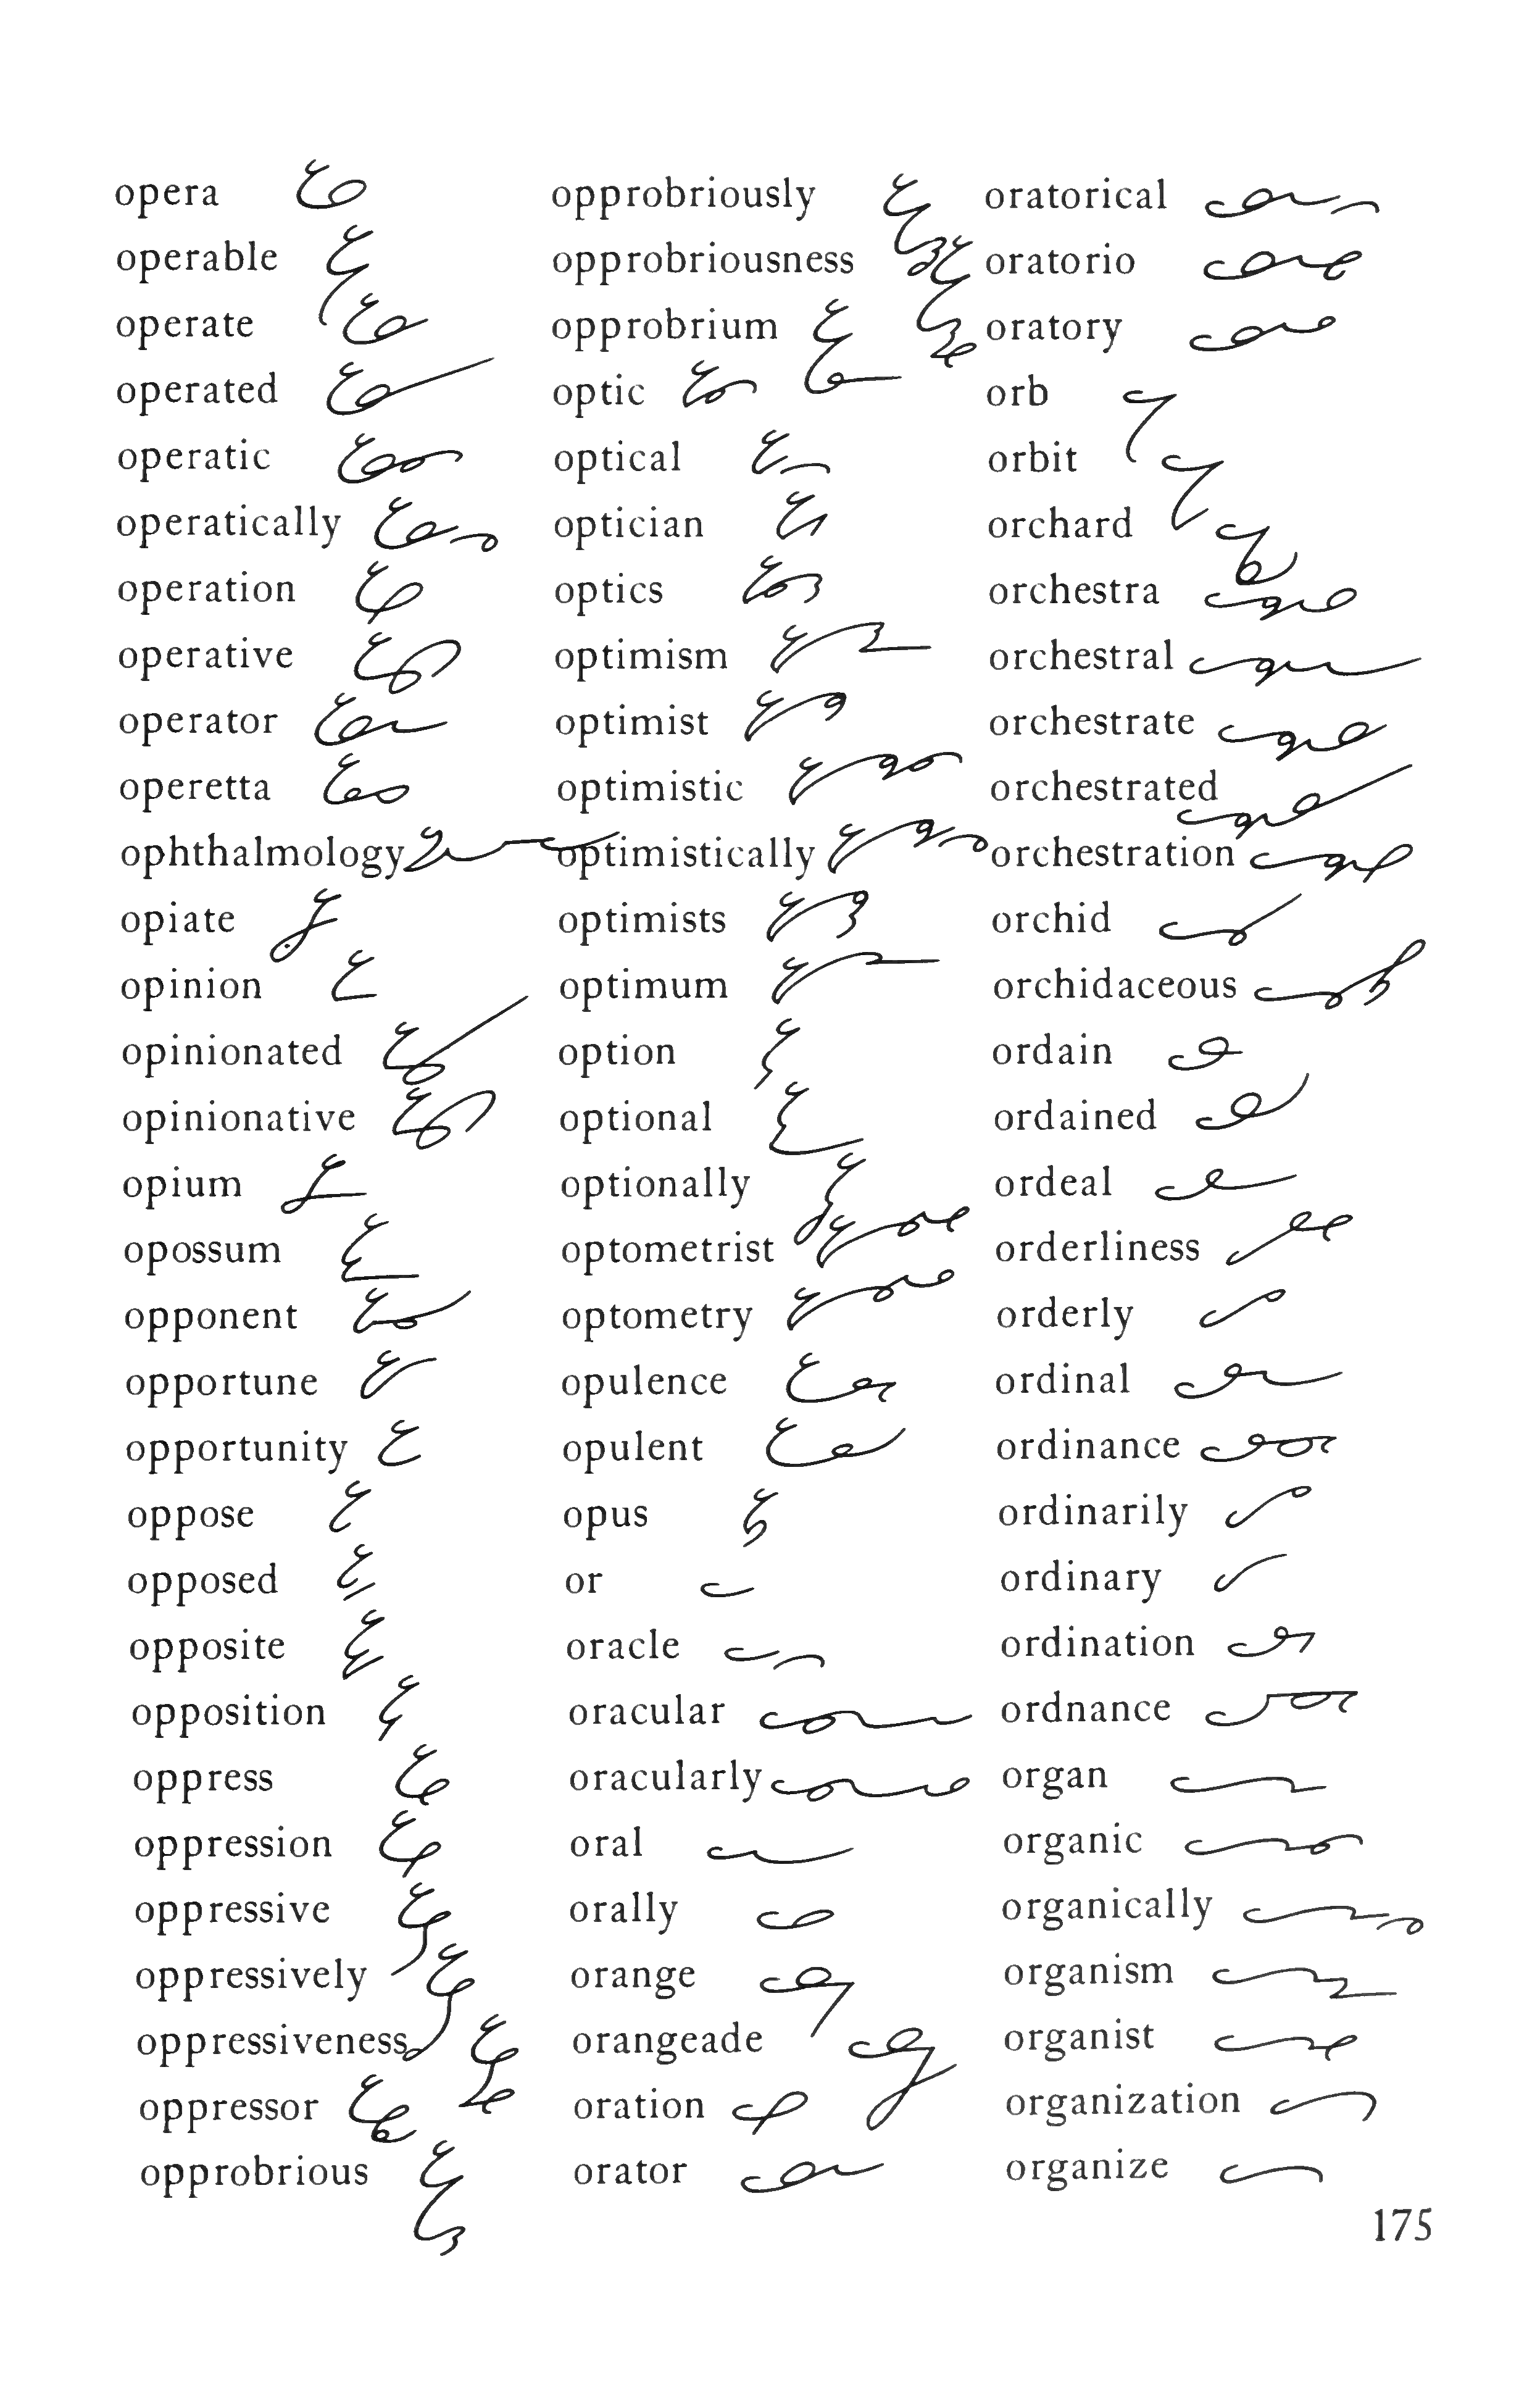 opera
operable
operate
operated
operatic
operatically
operation
operative
operator
operetta
ophthalmology
opiate
opinion
opinionated
opinionative
opium
opossum
opponent
opportune
opportunity
oppose
opposed
opposite
opposition
oppress
oppression
oppressive
oppressively
oppressiveness
oppressor
opprobrious
opprobriously
opprobriousness
opprobrium
optic
optical
optician
optics
optimism
optimist
optimistic
optimistically
optimists
optimum
option
optional
optionally
optometrist
optometry
opulence
opulent
opus
or
oracle
oracular
oracularly
oral
orally
orange
orangeade
oration
orator
oratorical
oratorio
oratory
orb
orbit
orchard
orchestra
orchestral
orchestrate
orchestrated
orchestration
orchid
orchidaceous
ordain
ordained
ordeal
orderliness
orderly
ordinal
ordinance
ordinarily
ordinary
ordination
ordnance
organ
organic
organically
organism
organist
organization
organize
175